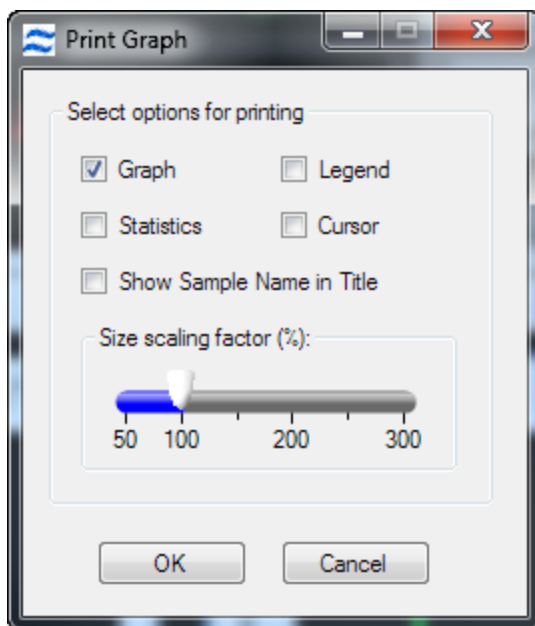 Print Graph
Select options for printing
Graph Legend
Statistics Cursor
Show Sample Name in Title
Size scaling factor (%):
50 100 200 300
OK Cancel